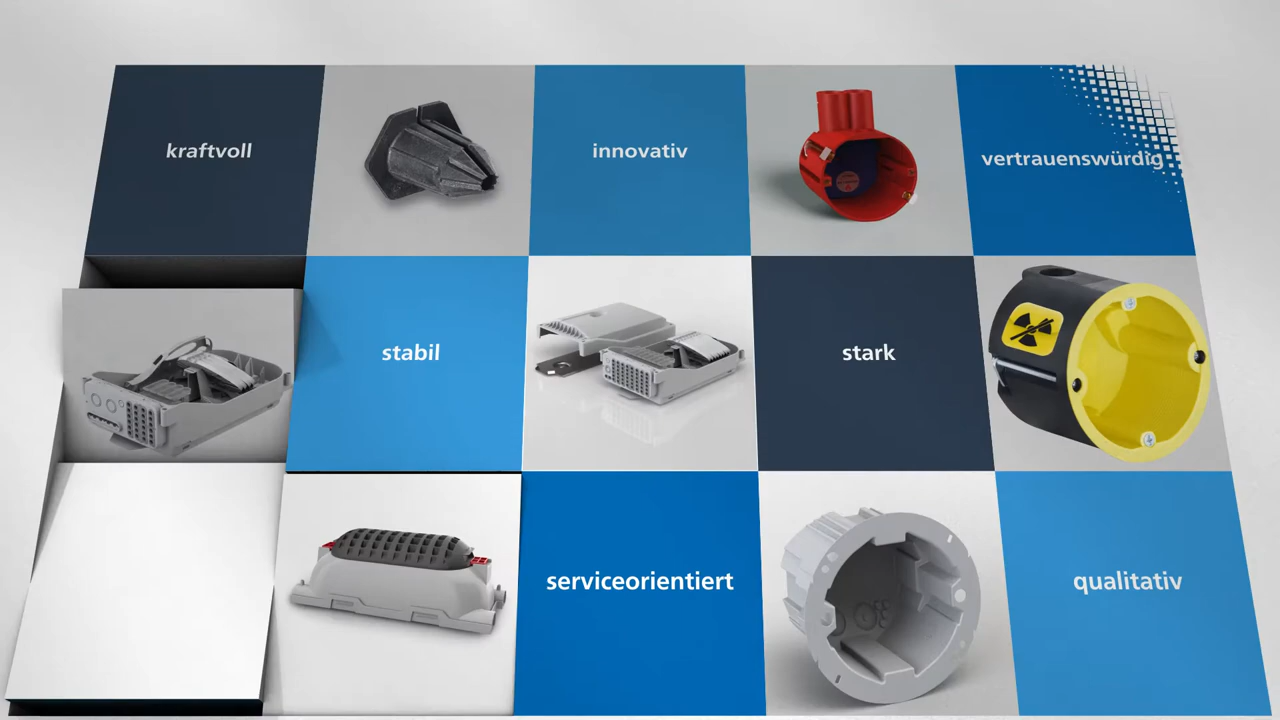 kraftvoll
innovativ
vertrauenswürdig
stabil
stark
serviceorientiert
qualitativ